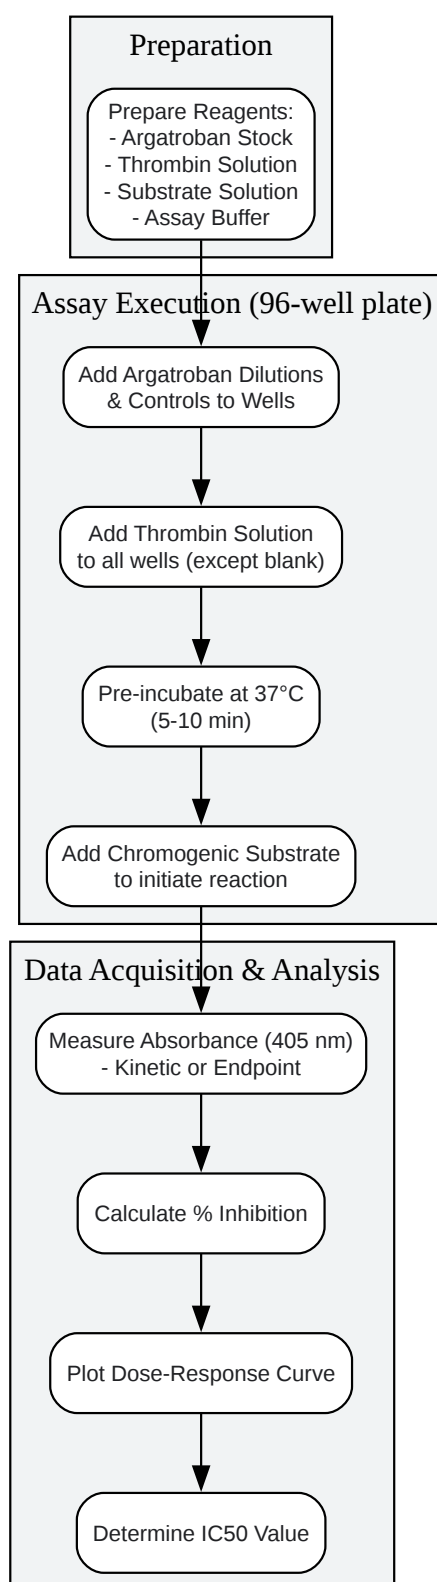 Preparation
Prepare Reagents:
- Argatroban Stock
- Thrombin Solution
- Substrate Solution
- Assay Buffer
Assay Execution (96-well plate)
Add Argatroban Dilutions
& Controls to Wells
Add Thrombin Solution
to all wells (except blank)
Pre-incubate at 37°C
(5-10 min)
Add Chromogenic Substrate
to initiate reaction
Data Acquisition & Analysis
Measure Absorbance (405 nm)
- Kinetic or Endpoint
Calculate % Inhibition
Plot Dose-Response Curve
Determine IC50 Value